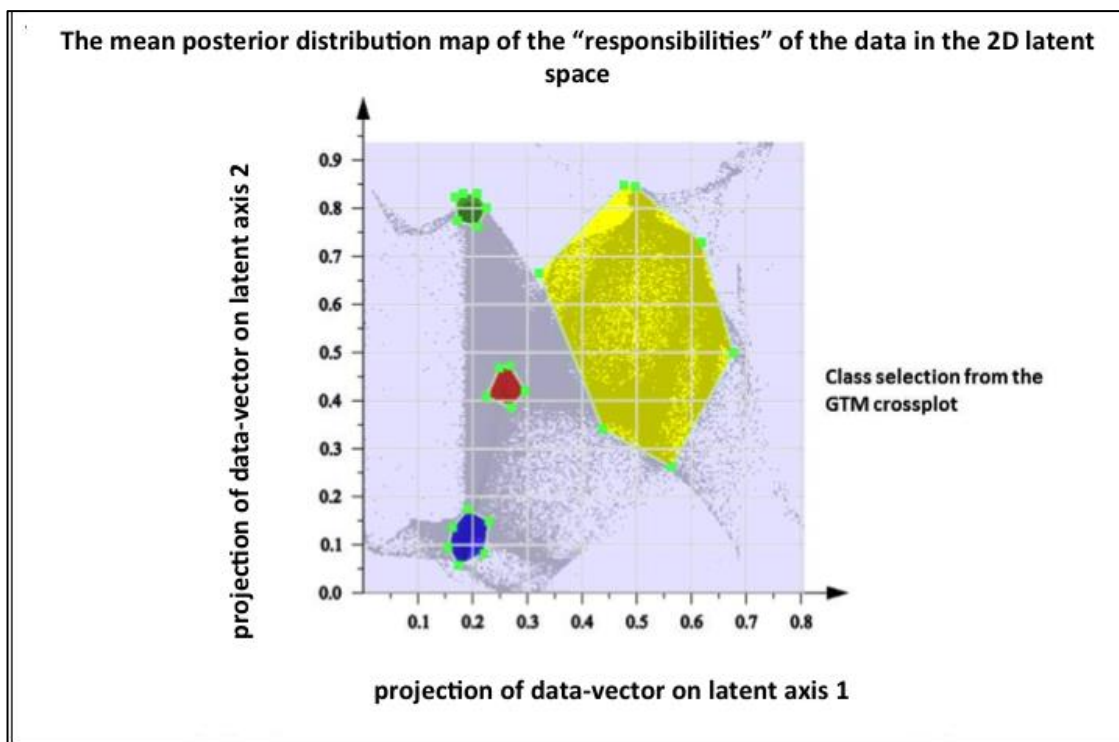 The mean posterior distribution map of the “responsibilities” of the data in the 2D latent
space
projection of data-vector on latent axis 2
0.9
0.8
0.7
0.6
0.5
0.4
0.3
0.2
0.1
0.0
Class selection from the
GTM crossplot
0.1 0.2 0.3 0.4 0.5 0.6 0.7 0.8
projection of data-vector on latent axis 1